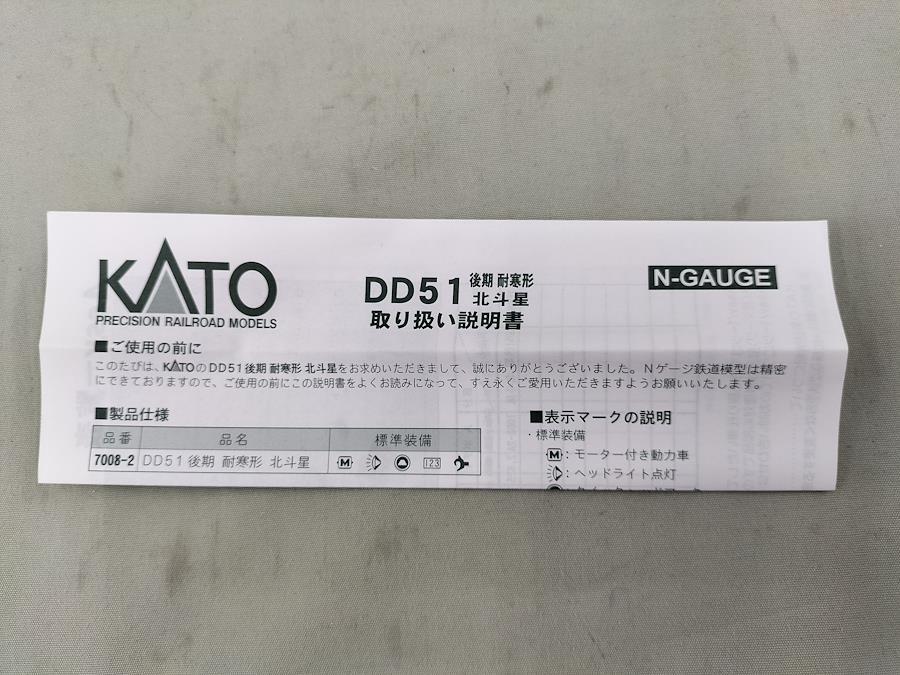 KATO
PRECISION RAILROAD MODELS
DD51 後期 耐寒形 北斗星
取り扱い説明書
N-GAUGE
■ご使用の前に
このたびは、KATOのDD51後期 耐寒形 北斗星をお求めいただきまして、誠にありがとうございました。Nゲージ鉄道模型は精密
にできておりますので、ご使用の前にこの説明書をよくお読みになって、すえ永くご愛用いただきますようお願いいたします。
■製品仕様
品番 品名 標準装備
7008-2 DD51後期 耐寒形 北斗星 M 123
■表示マークの説明
・標準装備
M：モーター付き動力車
：ヘッドライト点灯